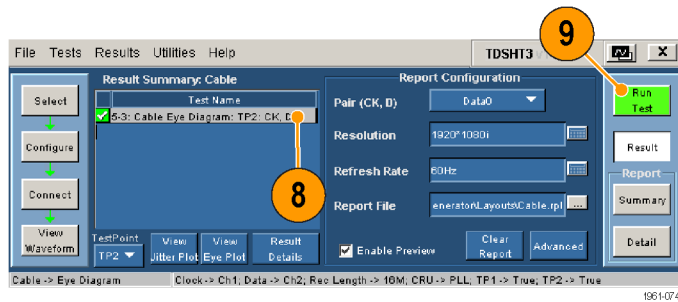 9
File Tests Results Utilities Help
TDSHT3
X
Select
Configure
Connect
View
Waveform
Result Summary: Cable
Test Name
5-3: Cable Eye Diagram: TP2: CK, D
8
TestPoint
TP2
View
Jitter Plot
View
Eye Plot
Result
Details
Report Configuration
Pair (CK, D)
Data0
Resolution
1920*1080i
Refresh Rate
60Hz
Report File
enerator\Layouts\Cable.rpl
...
Enable Preview
Clear
Report
Advanced
Run
Test
Result
Report
Summary
Detail
Cable -> Eye Diagram
Clock-> Ch1; Data -> Ch2; Rec Length -> 16M; CRU -> PLL; TP1 -> True; TP2 -> True
1961-074